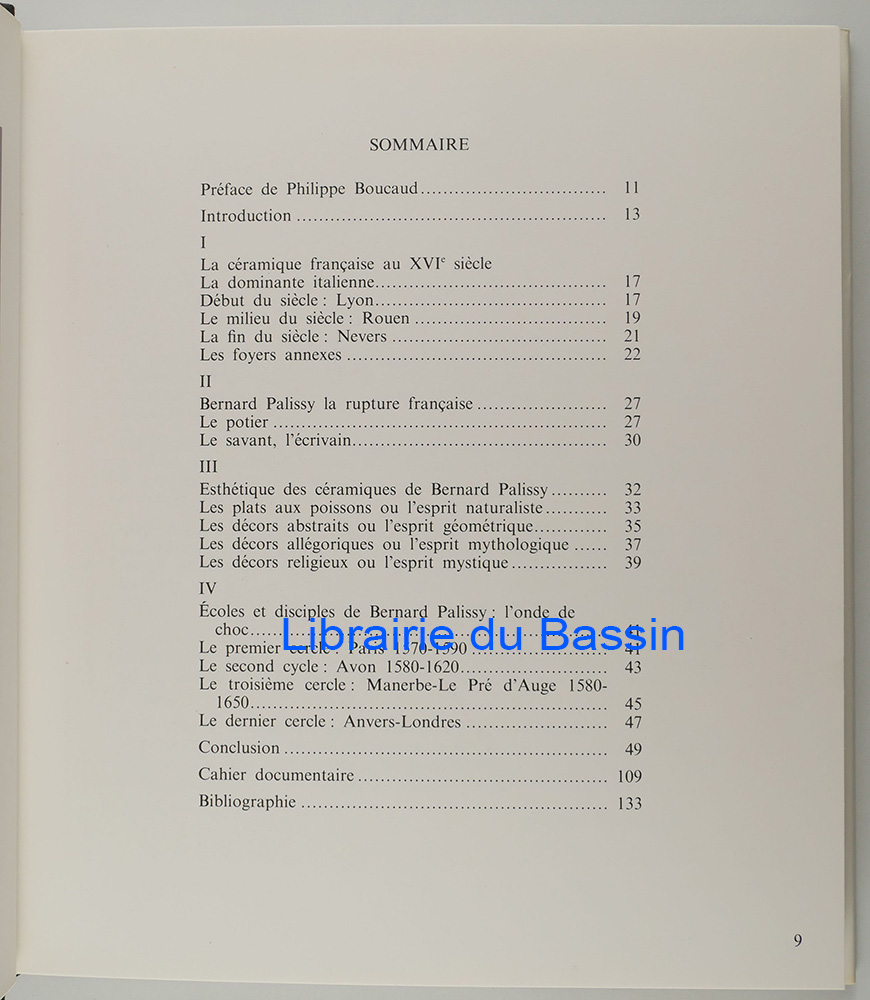 SOMMAIRE
Préface de Philippe Boucaud................................. 11
Introduction ...................................................... 13
I
La céramique française au XVIe siècle
La dominante italienne........................................ 17
Début du siècle : Lyon........................................ 17
Le milieu du siècle : Rouen ................................. 19
La fin du siècle : Nevers ..................................... 21
Les foyers annexes ............................................. 22
II
Bernard Palissy la rupture française ....................... 27
Le potier .......................................................... 27
Le savant, l'écrivain............................................ 30
III
Esthétique des céramiques de Bernard Palissy.......... 32
Les plats aux poissons ou l'esprit naturaliste........... 33
Les décors abstraits ou l'esprit géométrique............. 35
Les décors allégoriques ou l'esprit mythologique ...... 37
Les décors religieux ou l'esprit mystique................. 39
IV
Écoles et disciples de Bernard Palissy : l'onde de
choc.............................................................. 41
Librairie du Bassin
Le premier cercle : Paris 1570-1590 ........................ 41
Le second cycle : Avon 1580-1620.......................... 43
Le troisième cercle : Manerbe-Le Pré d'Auge 1580-
1650.............................................................. 45
Le dernier cercle : Anvers-Londres ......................... 47
Conclusion ........................................................ 49
Cahier documentaire ............................................ 109
Bibliographie ...................................................... 133
9